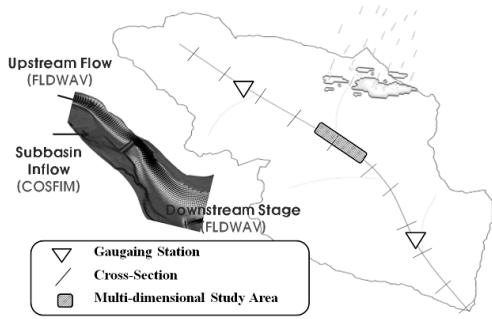 Upstream Flow
(FLDWAV)
Subbasin
Inflow
(COSFIM)
Downstream Stage
(FLDWAV)
Gaugaing Station
Cross-Section
Multi-dimensional Study Area